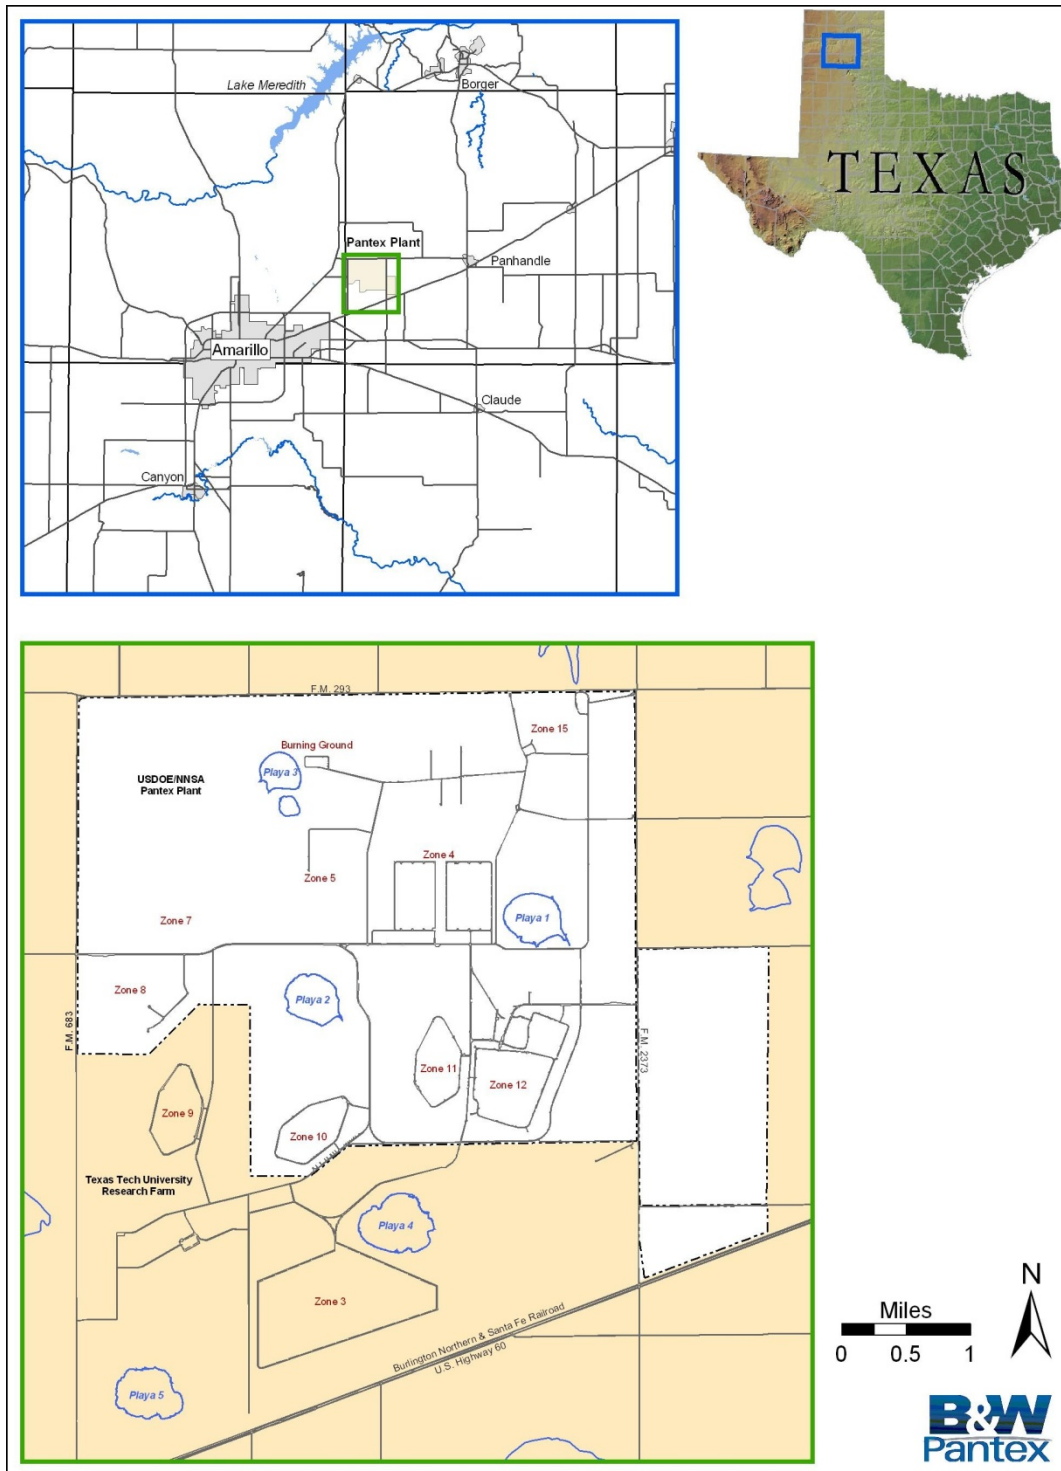 Lake Meredith
Borger
Pantex Plant
Panhandle
Amarillo
Claude
Canyon
TEXAS
F.M. 293
Zone 15
Burning Ground
Playa 3
USDOE/NNSA
Pantex Plant
Zone 4
Zone 5
Zone 7
Playa 1
Zone 8
Playa 2
F.M. 683
F.M. 2373
Zone 11
Zone 12
Zone 9
Zone 10
Texas Tech University
Research Farm
Playa 4
Zone 3
Burlington Northern & Santa Fe Railroad
U.S. Highway 60
Playa 5
N
Miles
0 0.5 1
B&W
Pantex